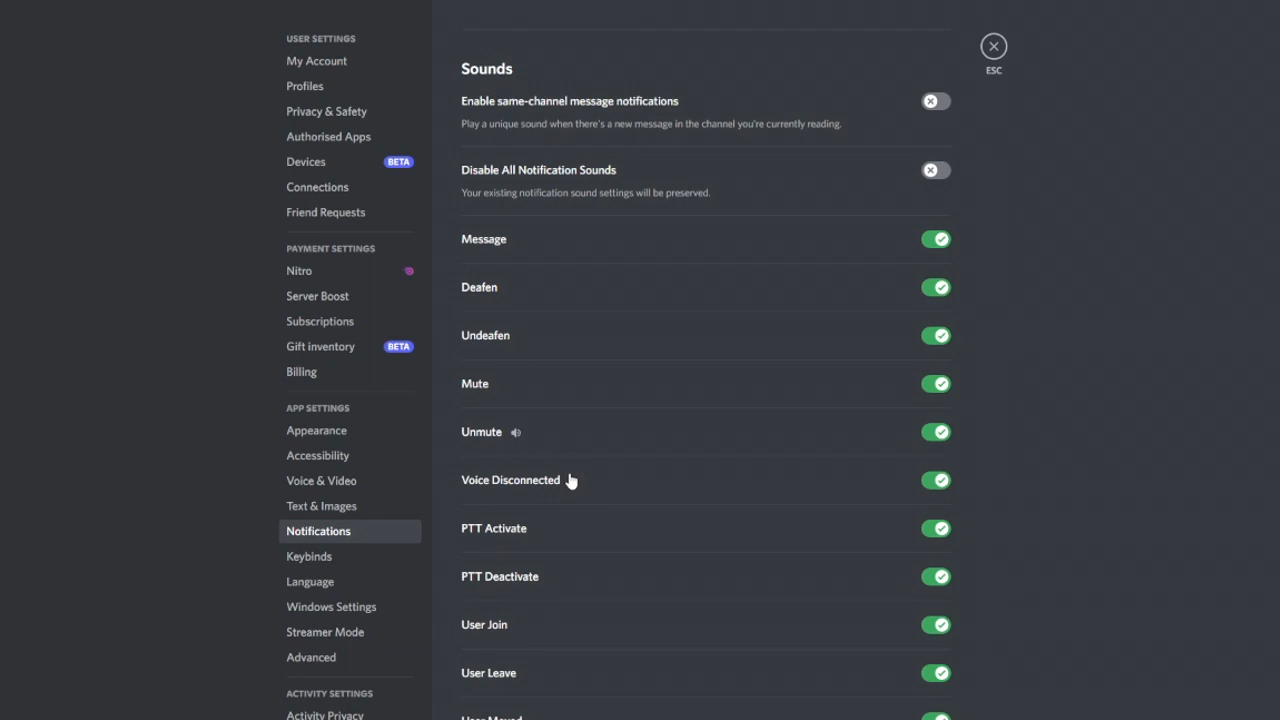 USER SETTINGS
My Account
Profiles
Privacy & Safety
Authorised Apps
Devices BETA
Connections
Friend Requests
PAYMENT SETTINGS
Nitro
Server Boost
Subscriptions
Gift inventory BETA
Billing
APP SETTINGS
Appearance
Accessibility
Voice & Video
Text & Images
Notifications
Keybinds
Language
Windows Settings
Streamer Mode
Advanced
ACTIVITY SETTINGS
Activity Privacy
Sounds
Enable same-channel message notifications
Play a unique sound when there's a new message in the channel you're currently reading.
Disable All Notification Sounds
Your existing notification sound settings will be preserved.
Message
Deafen
Undeafen
Mute
Unmute
Voice Disconnected
PTT Activate
PTT Deactivate
User Join
User Leave
User Moved
ESC